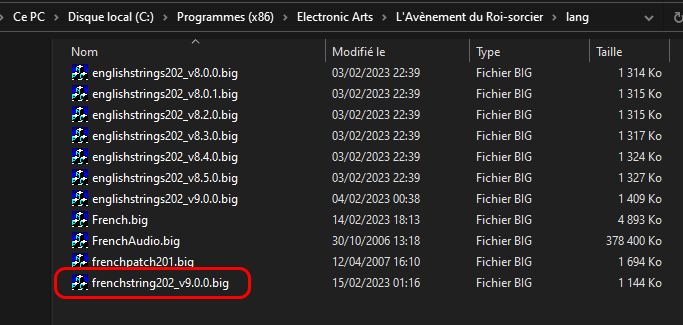 Ce PC > Disque local (C:) > Programmes (x86) > Electronic Arts > L'Avènement du Roi-sorcier > lang
Nom Modifié le Type Taille
englishstrings202_v8.0.0.big 03/02/2023 22:39 Fichier BIG 1 314 Ko
englishstrings202_v8.0.1.big 03/02/2023 22:39 Fichier BIG 1 315 Ko
englishstrings202_v8.2.0.big 03/02/2023 22:39 Fichier BIG 1 315 Ko
englishstrings202_v8.3.0.big 03/02/2023 22:39 Fichier BIG 1 317 Ko
englishstrings202_v8.4.0.big 03/02/2023 22:39 Fichier BIG 1 324 Ko
englishstrings202_v8.5.0.big 03/02/2023 22:39 Fichier BIG 1 327 Ko
englishstrings202_v9.0.0.big 04/02/2023 00:38 Fichier BIG 1 409 Ko
French.big 14/02/2023 18:13 Fichier BIG 4 893 Ko
FrenchAudio.big 30/10/2006 13:18 Fichier BIG 378 400 Ko
frenchpatch201.big 12/04/2007 16:10 Fichier BIG 1 694 Ko
frenchstring202_v9.0.0.big 15/02/2023 01:16 Fichier BIG 1 144 Ko